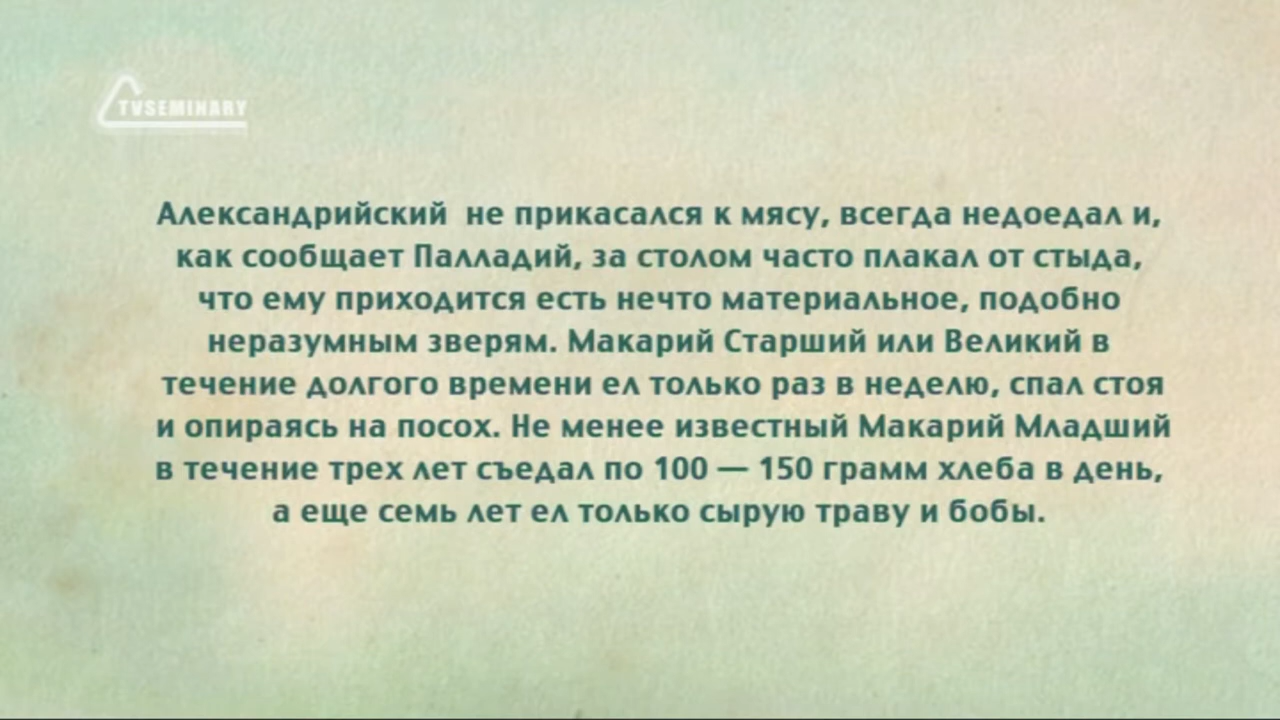 TVSEMINARY
Александрийский не прикасался к мясу, всегда недоедал и,
как сообщает Палладий, за столом часто плакал от стыда,
что ему приходится есть нечто материальное, подобно
неразумным зверям. Макарий Старший или Великий в
течение долгого времени ел только раз в неделю, спал стоя
и опираясь на посох. Не менее известный Макарий Младший
в течение трех лет съедал по 100 — 150 грамм хлеба в день,
а еще семь лет ел только сырую траву и бобы.